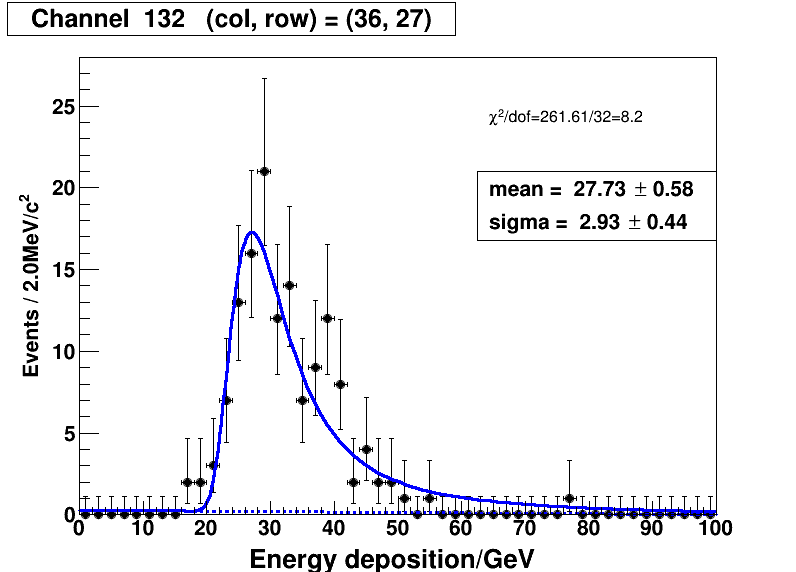 Channel 132 (col, row) = (36, 27)
χ²/dof=261.61/32=8.2
mean = 27.73 ± 0.58
sigma = 2.93 ± 0.44
Events / 2.0MeV/c²
25
20
15
10
5
0
0 10 20 30 40 50 60 70 80 90 100
Energy deposition/GeV